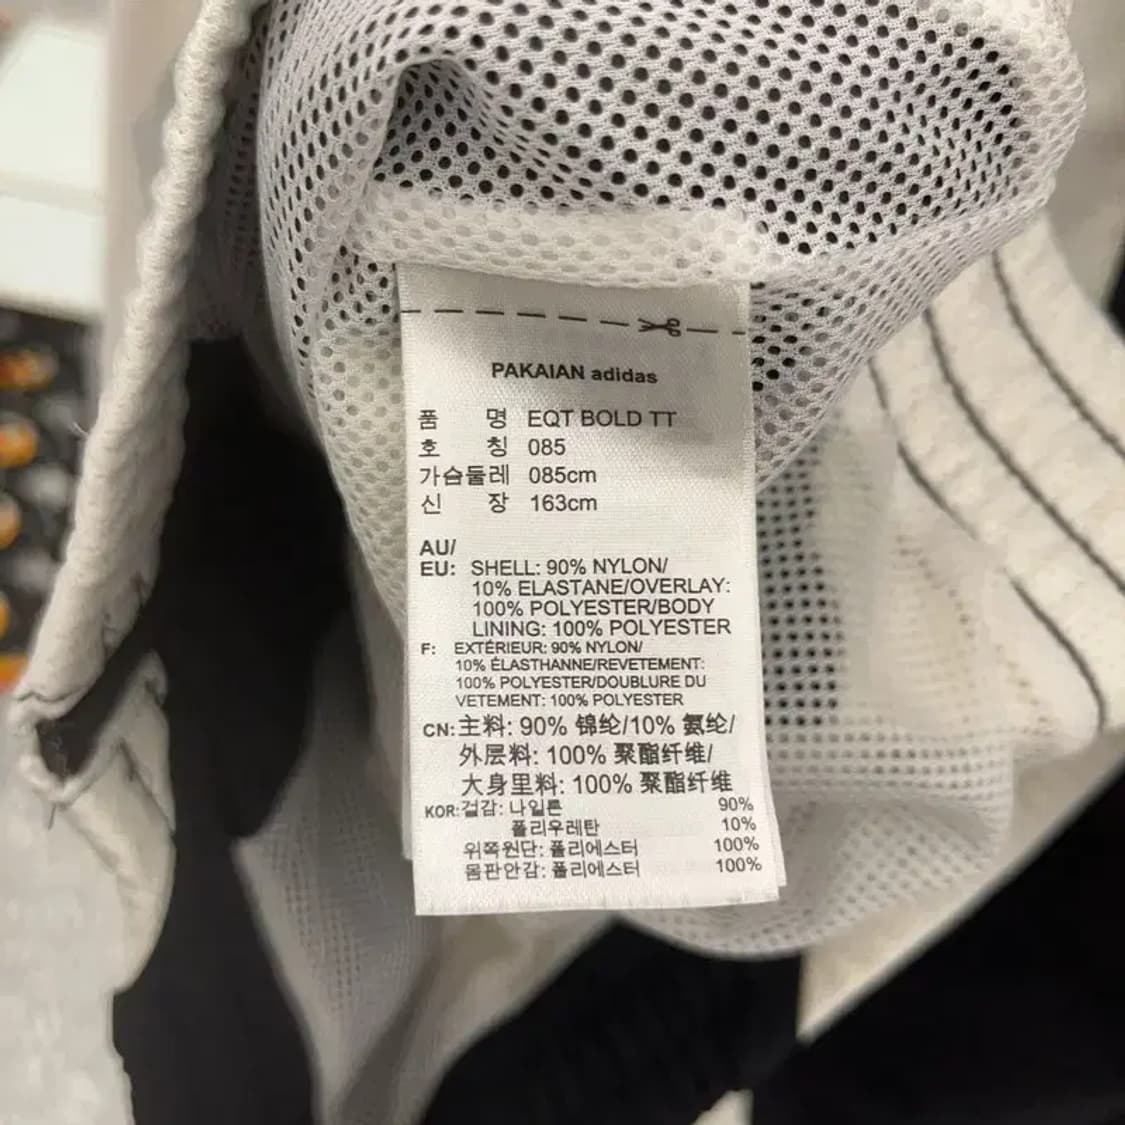 PAKAIAN adidas
품 명 EQT BOLD TT
호 칭 085
가슴둘레 085cm
신 장 163cm
AU/
EU: SHELL: 90% NYLON/
10% ELASTANE/OVERLAY:
100% POLYESTER/BODY
LINING: 100% POLYESTER
F: EXTÉRIEUR: 90% NYLON/
10% ÉLASTHANNE/REVETEMENT:
100% POLYESTER/DOUBLURE DU
VETEMENT: 100% POLYESTER
CN: 主料: 90% 锦纶/10% 氨纶/
外层料: 100% 聚酯纤维/
大身里料: 100% 聚酯纤维
KOR: 겉감: 나일론 90%
폴리우레탄 10%
위쪽원단: 폴리에스터 100%
몸판안감: 폴리에스터 100%